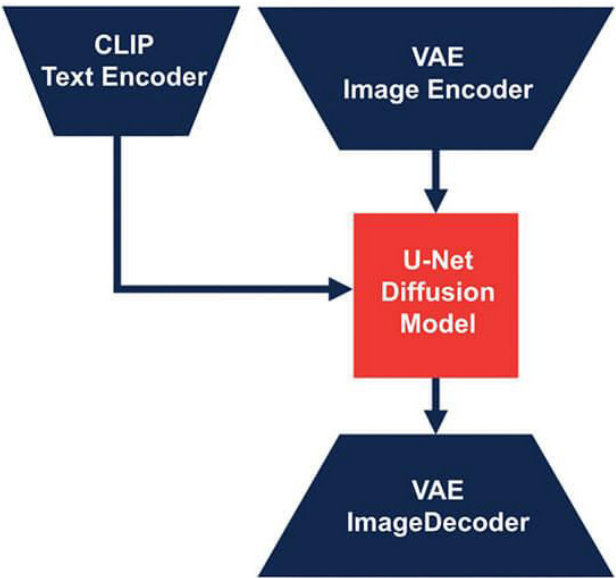 CLIP
Text Encoder
VAE
Image Encoder
U-Net
Diffusion
Model
VAE
ImageDecoder